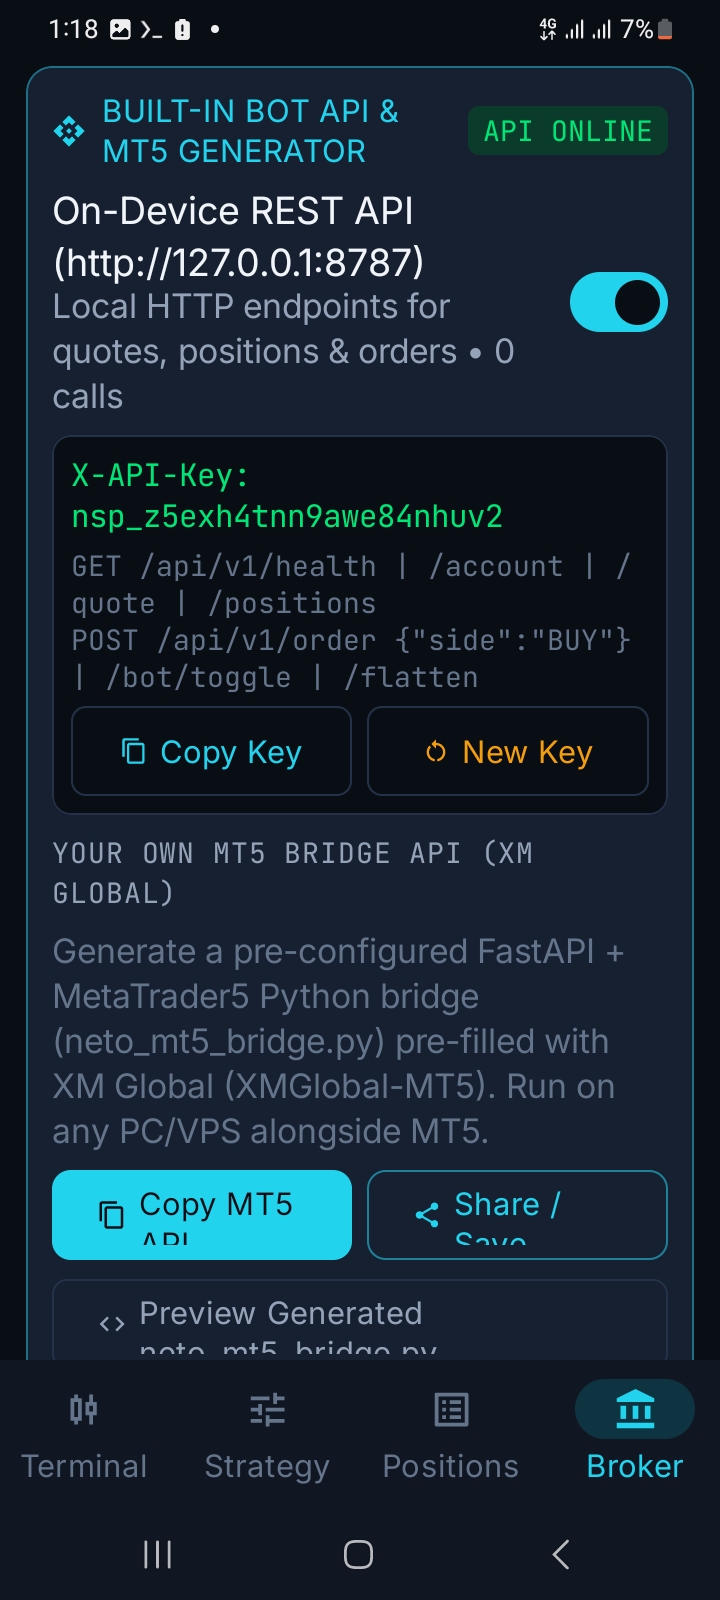 1:18
4G 7%
BUILT-IN BOT API &
MT5 GENERATOR
API ONLINE
On-Device REST API
(http://127.0.0.1:8787)
Local HTTP endpoints for
quotes, positions & orders • 0
calls
X-API-Key:
nsp_z5exh4tnn9awe84nhuv2
GET /api/v1/health | /account | /
quote | /positions
POST /api/v1/order {"side":"BUY"}
| /bot/toggle | /flatten
Copy Key
New Key
YOUR OWN MT5 BRIDGE API (XM
GLOBAL)
Generate a pre-configured FastAPI +
MetaTrader5 Python bridge
(neto_mt5_bridge.py) pre-filled with
XM Global (XMGlobal-MT5). Run on
any PC/VPS alongside MT5.
Copy MT5
API
Share /
Save
Preview Generated
neto_mt5_bridge.py
Terminal
Strategy
Positions
Broker